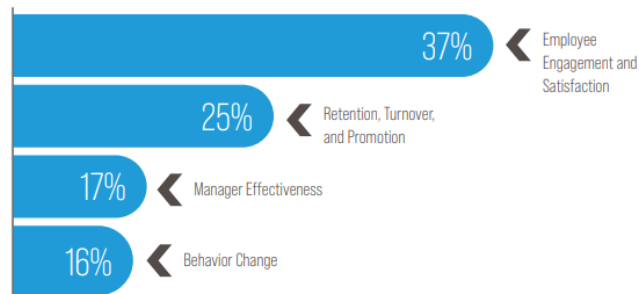 37%
Employee
Engagement and
Satisfaction
25%
Retention, Turnover,
and Promotion
17%
Manager Effectiveness
16%
Behavior Change